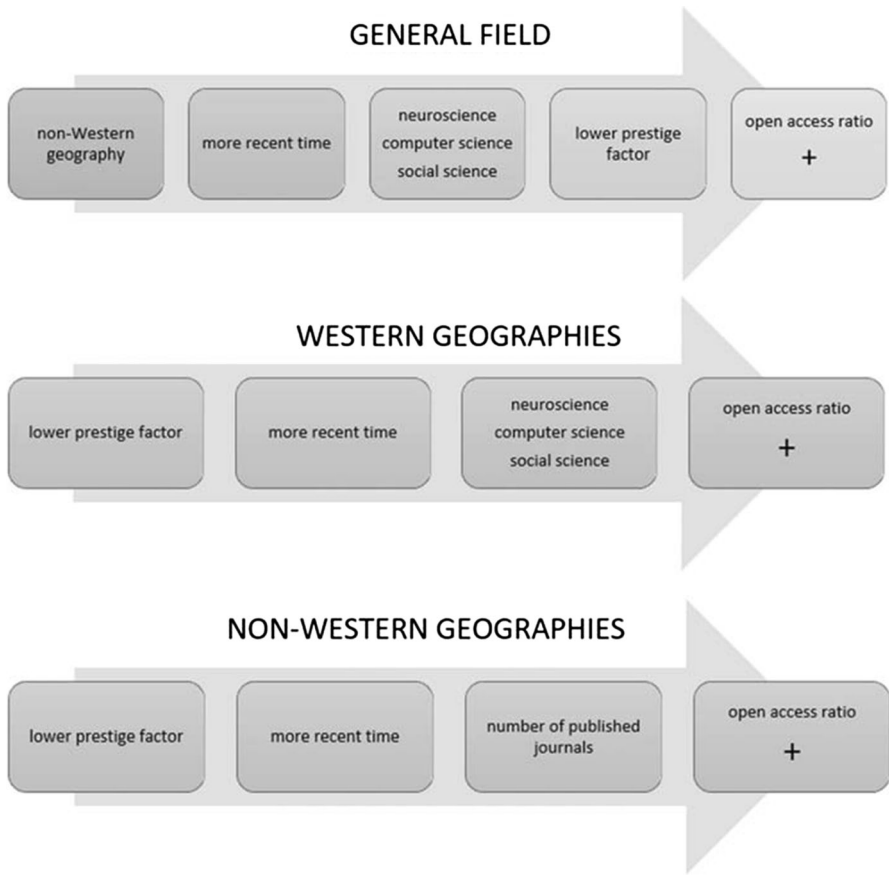 GENERAL FIELD
non-Western
geography
more recent time
neuroscience
computer science
social science
lower prestige
factor
open access ratio
+
WESTERN GEOGRAPHIES
lower prestige factor
more recent time
neuroscience
computer science
social science
open access ratio
+
NON-WESTERN GEOGRAPHIES
lower prestige factor
more recent time
number of published
journals
open access ratio
+